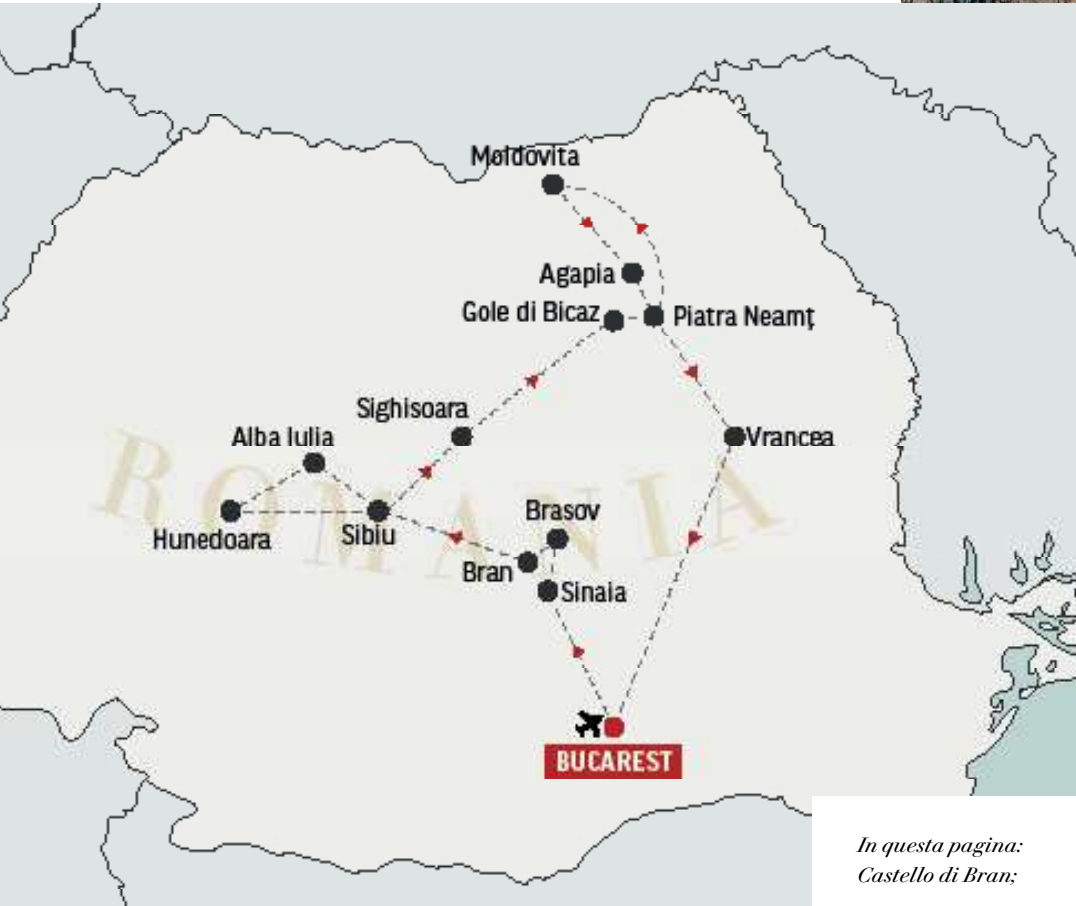 Moldovita
Agapia
Gole di Bicaz
Piatra Neamţ
Sighisoara
Alba Iulia
Vrancea
ROMANIA
Hunedoara
Sibiu
Brasov
Bran
Sinaia
BUCAREST
In questa pagina:
Castello di Bran;